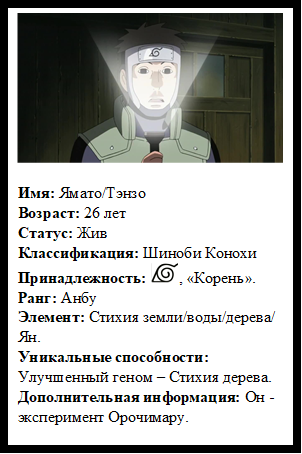 Имя: Ямато/Тэнзо
Возраст: 26 лет
Статус: Жив
Классификация: Шиноби Конохи
Принадлежность: , «Корень».
Ранг: Анбу
Элемент: Стихия земли/воды/дерева/
Ян.
Уникальные способности:
Улучшенный геном – Стихия дерева.
Дополнительная информация: Он -
эксперимент Орочимару.